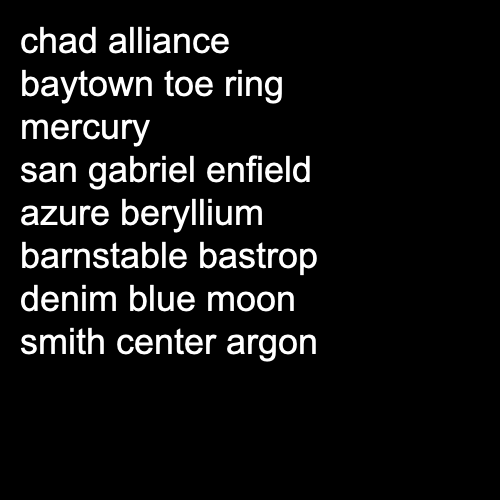 chad alliance
baytown toe ring
mercury
san gabriel enfield
azure beryllium
barnstable bastrop
denim blue moon
smith center argon